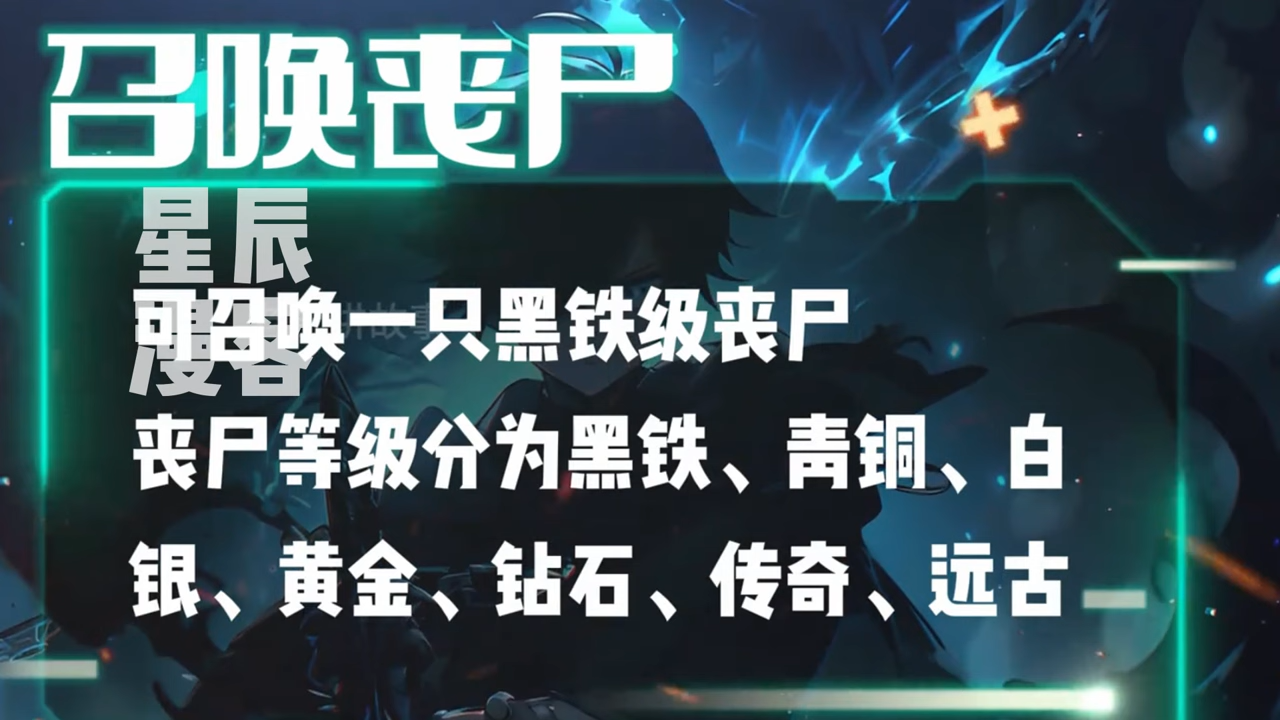 召唤丧尸
星辰
漫客
可召唤一只黑铁级丧尸
丧尸等级分为黑铁、青铜、白
银、黄金、钻石、传奇、远古